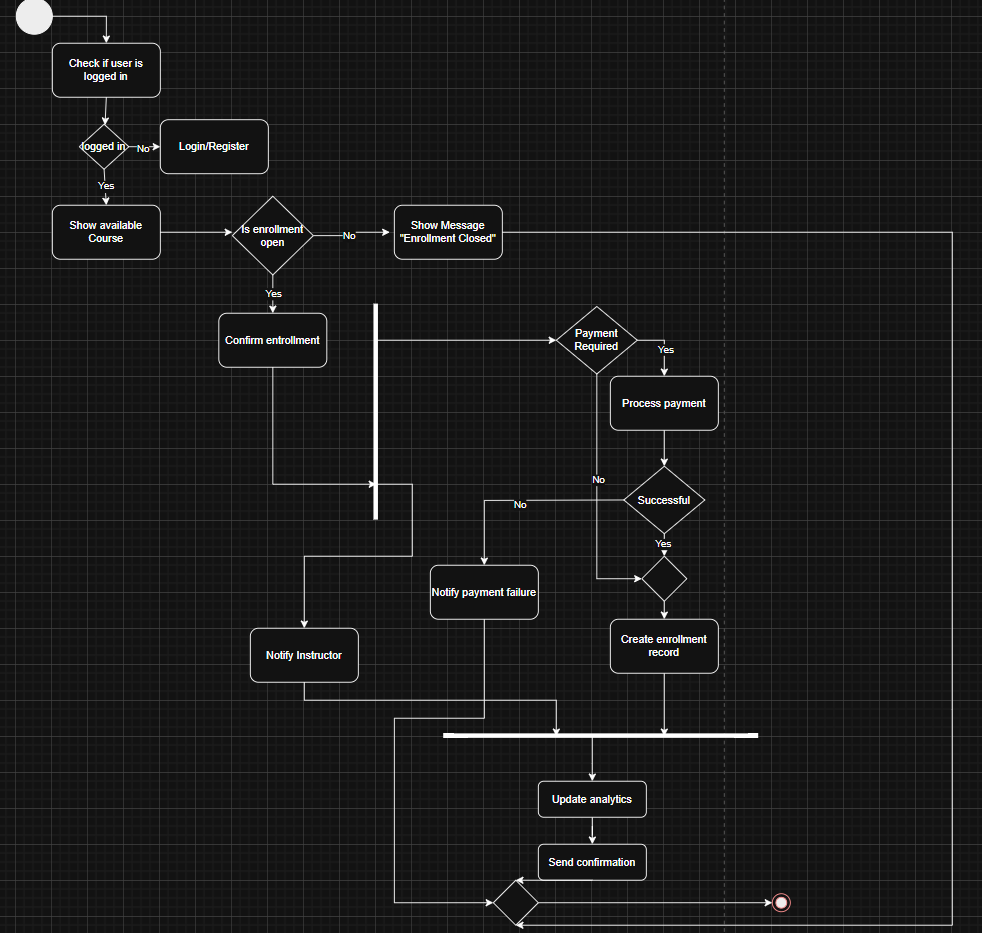 Check if user is
logged in
logged in
No
Login/Register
Yes
Show available
Course
Is enrollment
open
No
Show Message
"Enrollment Closed"
Yes
Confirm entrollment
Payment
Required
Yes
Process payment
No
Successful
No
Yes
Notify payment failure
Create enrollment
record
Notify Instructor
Update analytics
Send confirmation